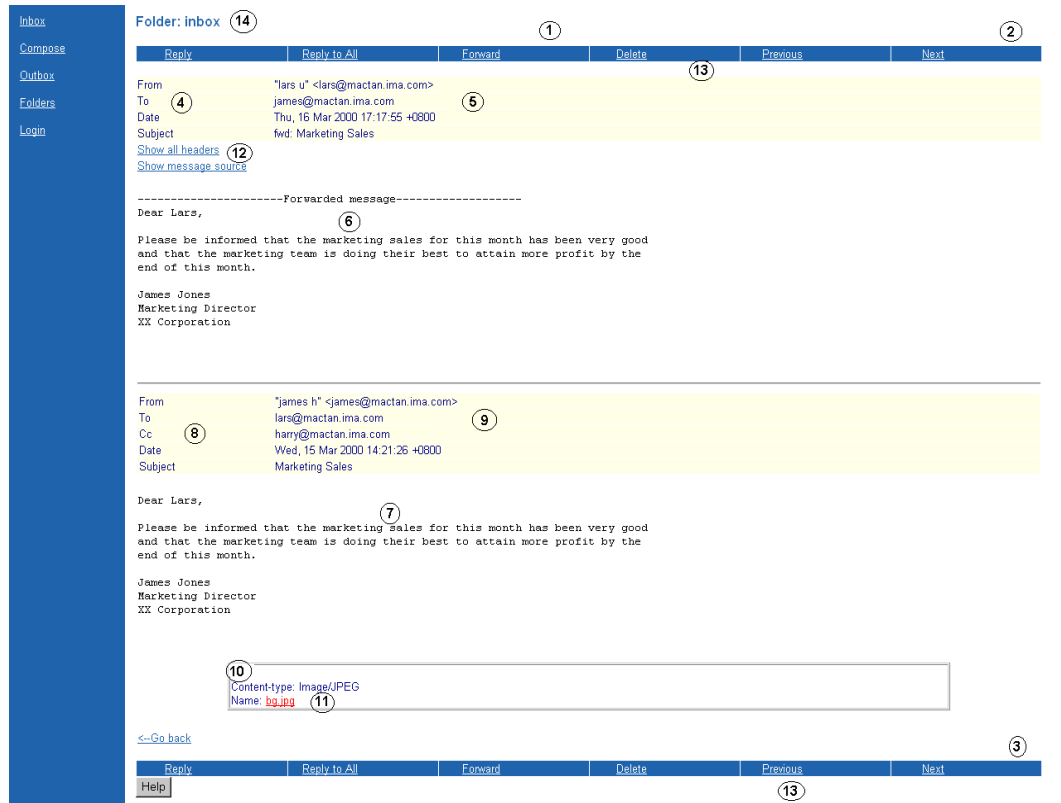 Inbox
Compose
Outbox
Folders
Login
Folder: inbox 14
1
2
Reply Reply to All Forward Delete Previous Next
13
From "lars u" <lars@mactan.ima.com>
To 4 james@mactan.ima.com 5
Date Thu, 16 Mar 2000 17:17:55 +0800
Subject fwd: Marketing Sales
Show all headers 12
Show message source
----------------------Forwarded message-------------------
Dear Lars,
6
Please be informed that the marketing sales for this month has been very good
and that the marketing team is doing their best to attain more profit by the
end of this month.
James Jones
Marketing Director
XX Corporation
From "james h" <james@mactan.ima.com>
To lars@mactan.ima.com 9
Cc 8 harry@mactan.ima.com
Date Wed, 15 Mar 2000 14:21:26 +0800
Subject Marketing Sales
Dear Lars,
7
Please be informed that the marketing sales for this month has been very good
and that the marketing team is doing their best to attain more profit by the
end of this month.
James Jones
Marketing Director
XX Corporation
10
Content-type: Image/JPEG
Name: bg.jpg 11
<--Go back
3
Reply Reply to All Forward Delete Previous Next
Help
13